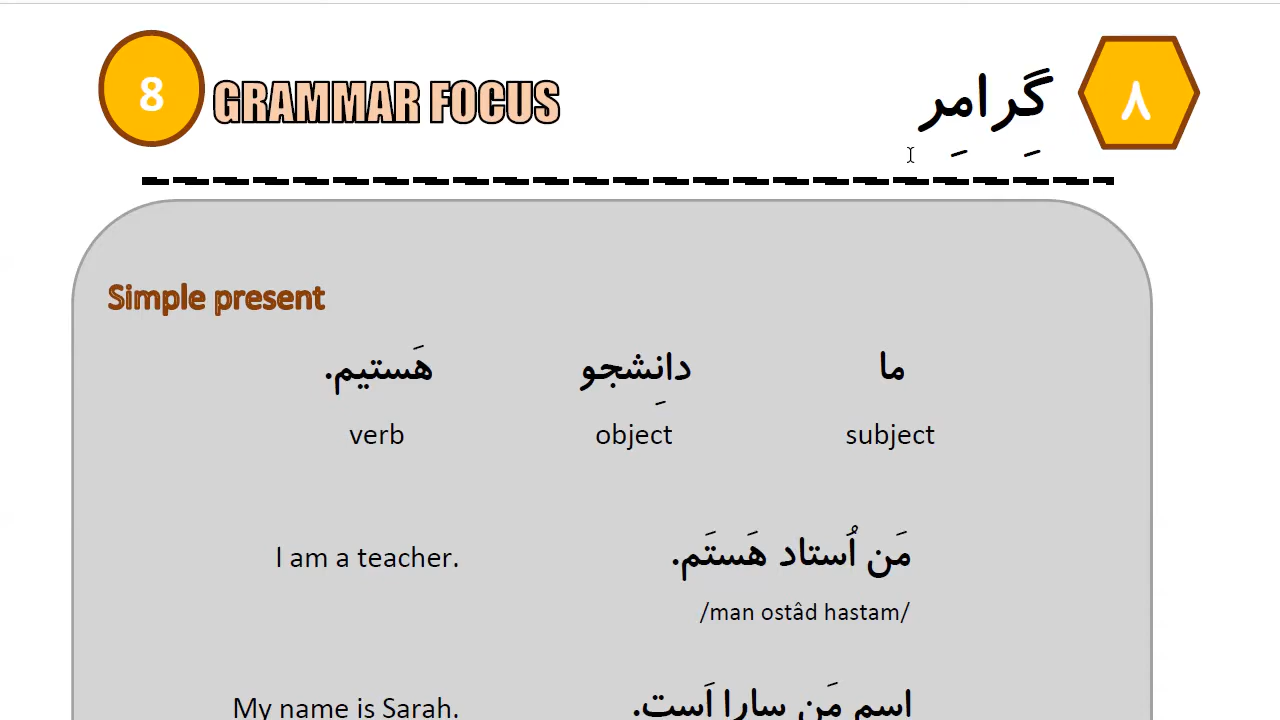 8 GRAMMAR FOCUS گَرامَر ۸
Simple present
ما دانِشجو هَستیم.
subject object verb
مَن اُستاد هَستَم. I am a teacher.
/man ostâd hastam/
اسم مَن سارا اَست. My name is Sarah.